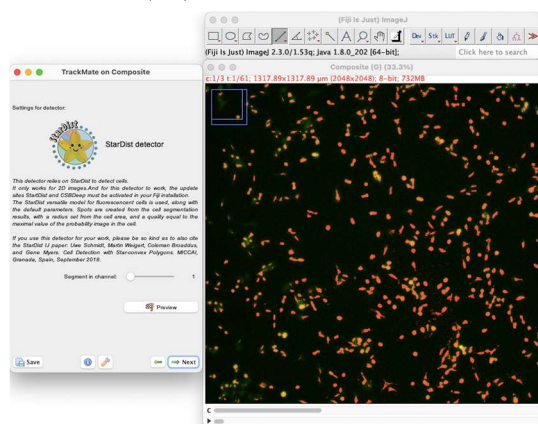 (Fiji Is Just) ImageJ
Dev Stk LUT
(Fiji Is Just) ImageJ 2.3.0/1.53q; Java 1.8.0_202 [64-bit];
Click here to search
TrackMate on Composite
Settings for detector:
StarDist
StarDist detector
This detector relies on StarDist to detect cells.
It only works for 2D images.And for this detector to work, the update
sites StarDist and CSBDeep must be activated in your Fiji installation.
The StarDist versatile model for fluorescent cells is used, along with
the default parameters. Spots are created from the cell segmentation
results, with a radius set from the cell area, and a quality equal to the
maximal value of the probability image in the cell.
If you use this detector for your work, please be so kind as to also cite
the StarDist IJ paper: Uwe Schmidt, Martin Weigert, Coleman Broaddus,
and Gene Myers. Cell Detection with Star-convex Polygons. MICCAI,
Granada, Spain, September 2018.
Segment in channel:
1
Preview
Save
Next
Composite (G) (33.3%)
c:1/3 t:1/61; 1317.89x1317.89 µm (2048x2048); 8-bit; 732MB
C